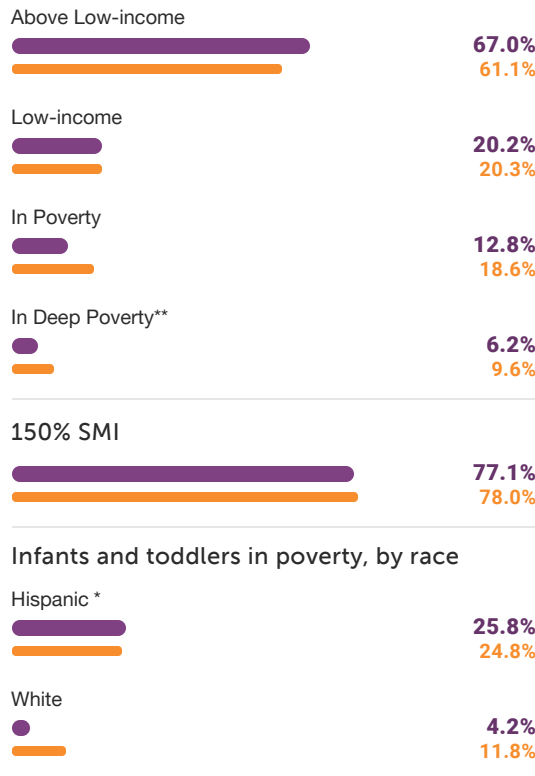 Above Low-income
67.0%
61.1%
Low-income
20.2%
20.3%
In Poverty
12.8%
18.6%
In Deep Poverty**
6.2%
9.6%
150% SMI
77.1%
78.0%
Infants and toddlers in poverty, by race
Hispanic *
25.8%
24.8%
White
4.2%
11.8%